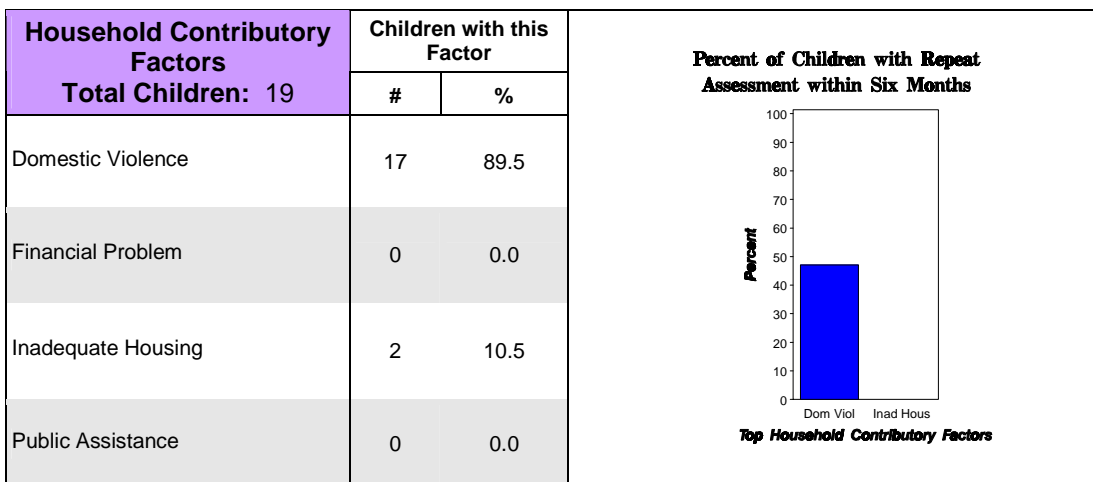 Household Contributory
Factors
Total Children: 19
Children with this
Factor
# %
Domestic Violence 17 89.5
Financial Problem 0 0.0
Inadequate Housing 2 10.5
Public Assistance 0 0.0
Percent of Children with Repeat
Assessment within Six Months
100
90
80
70
60
50
40
30
20
10
0
Percent
Dom Viol Inad Hous
Top Household Contributory Factors